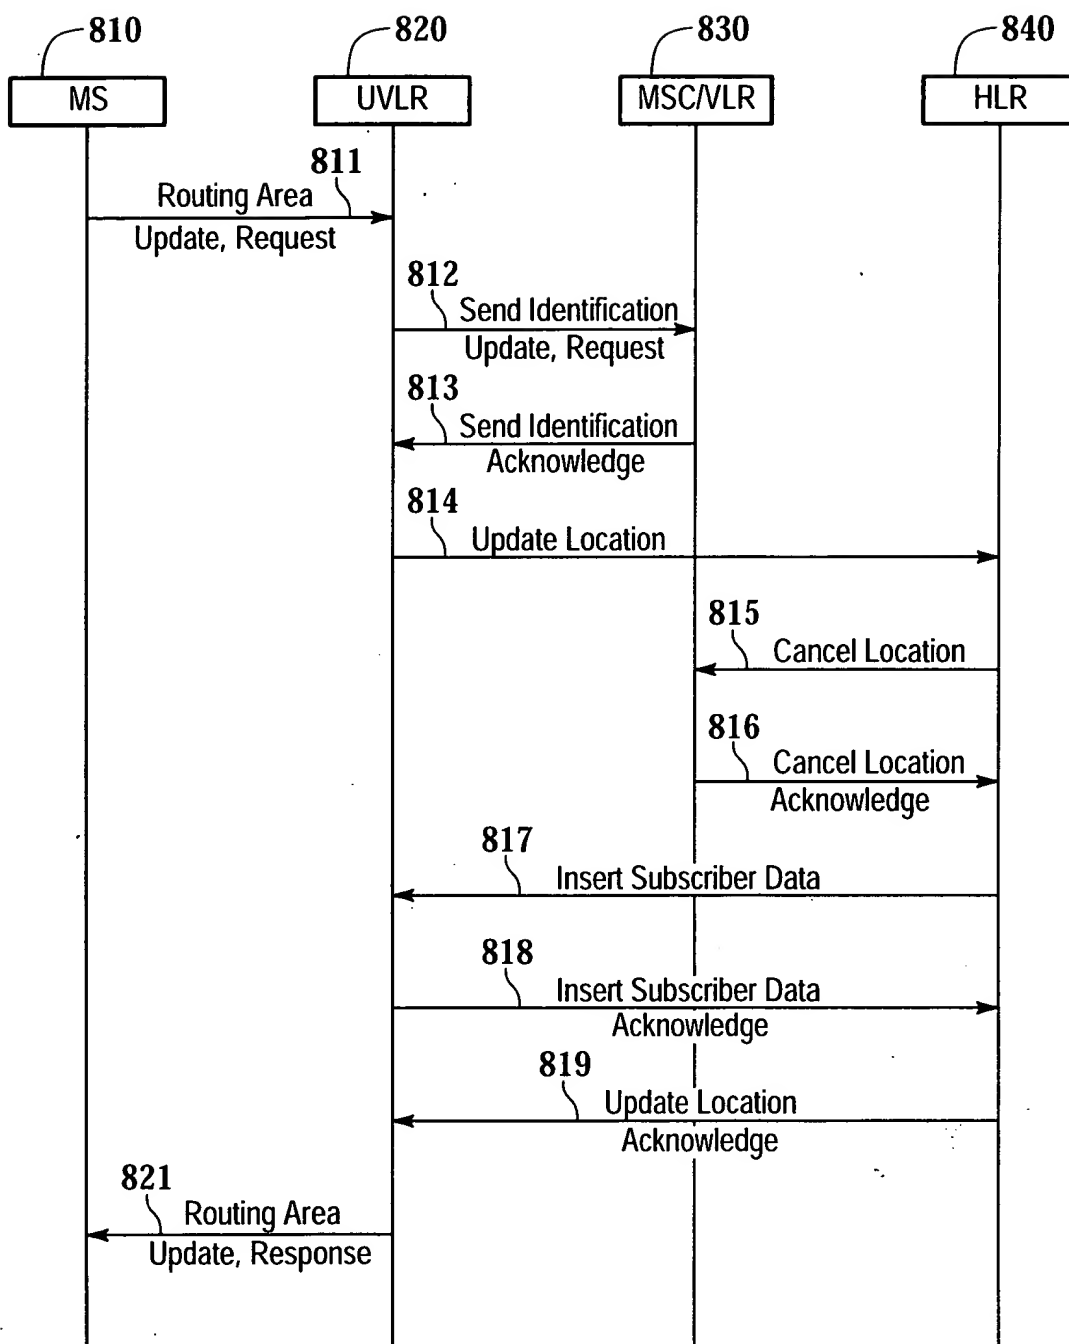 810 820 830 840
MS UVLR MSC/VLR HLR
811
Routing Area
Update, Request
812
Send Identification
Update, Request
813
Send Identification
Acknowledge
814
Update Location
815
Cancel Location
816
Cancel Location
Acknowledge
817
Insert Subscriber Data
818
Insert Subscriber Data
Acknowledge
819
Update Location
Acknowledge
821
Routing Area
Update, Response